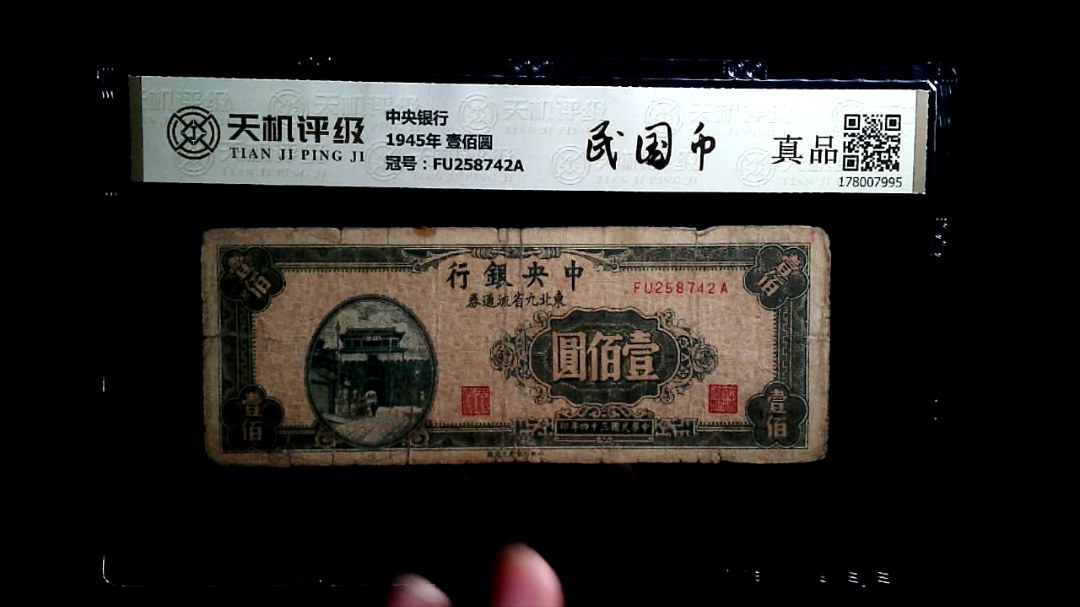 天机评级
TIAN JI PING JI
中央银行
1945年 壹佰圆
冠号：FU258742A
民国币
真品
178007995
壹佰
行銀央中
券通流省九北東
FU258742A
壹佰
圓佰壹
壹佰
印年四十三國民華中
壹佰